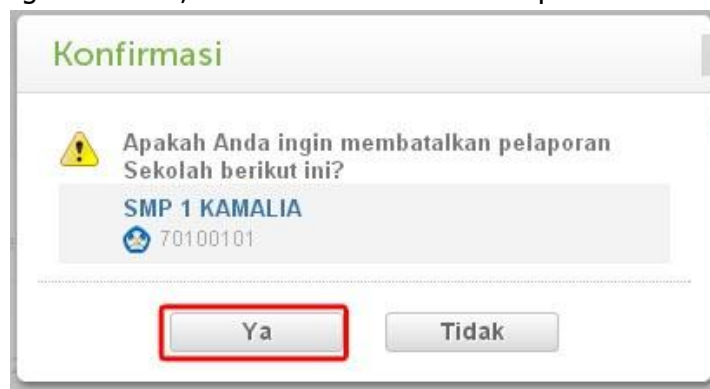 Konfirmasi
Apakah Anda ingin membatalkan pelaporan
Sekolah berikut ini?
SMP 1 KAMALIA
70100101
Ya
Tidak